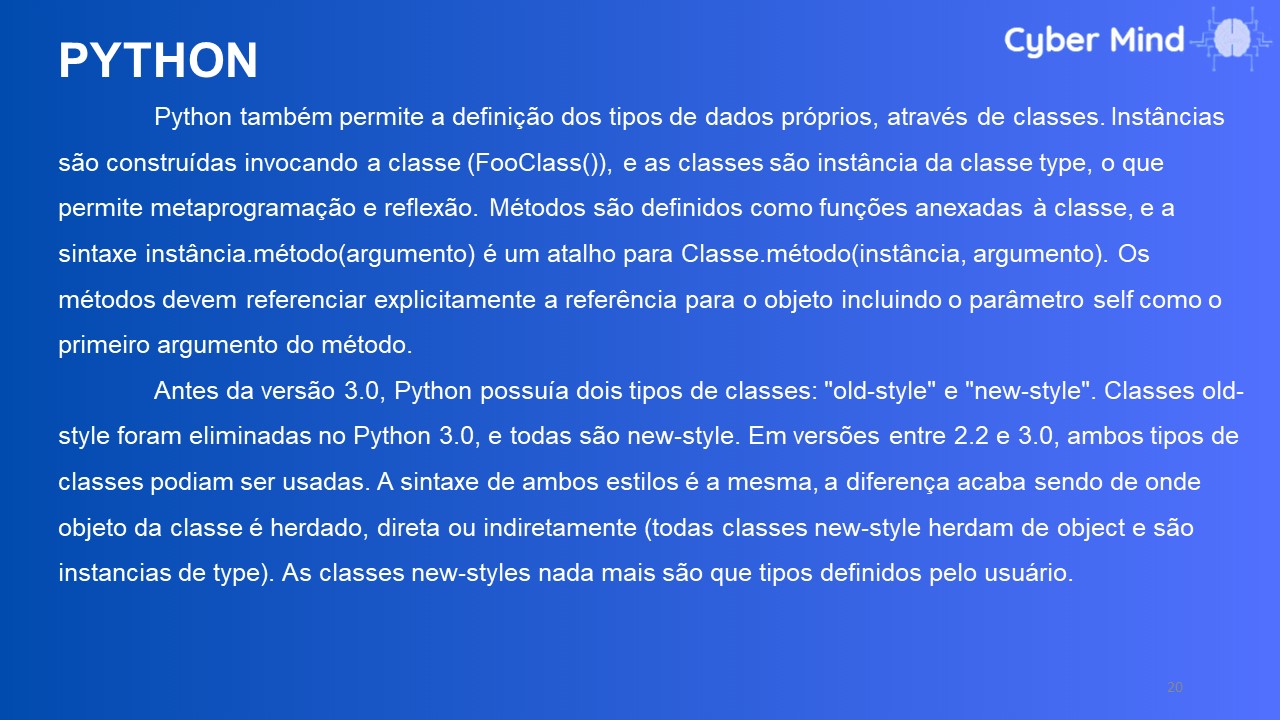 PYTHON
Cyber Mind
Python também permite a definição dos tipos de dados próprios, através de classes. Instâncias
são construídas invocando a classe (FooClass()), e as classes são instância da classe type, o que
permite metaprogramação e reflexão. Métodos são definidos como funções anexadas à classe, e a
sintaxe instância.método(argumento) é um atalho para Classe.método(instância, argumento). Os
métodos devem referenciar explicitamente a referência para o objeto incluindo o parâmetro self como o
primeiro argumento do método.
Antes da versão 3.0, Python possuía dois tipos de classes: "old-style" e "new-style". Classes old-
style foram eliminadas no Python 3.0, e todas são new-style. Em versões entre 2.2 e 3.0, ambos tipos de
classes podiam ser usadas. A sintaxe de ambos estilos é a mesma, a diferença acaba sendo de onde
objeto da classe é herdado, direta ou indiretamente (todas classes new-style herdam de object e são
instancias de type). As classes new-styles nada mais são que tipos definidos pelo usuário.
20